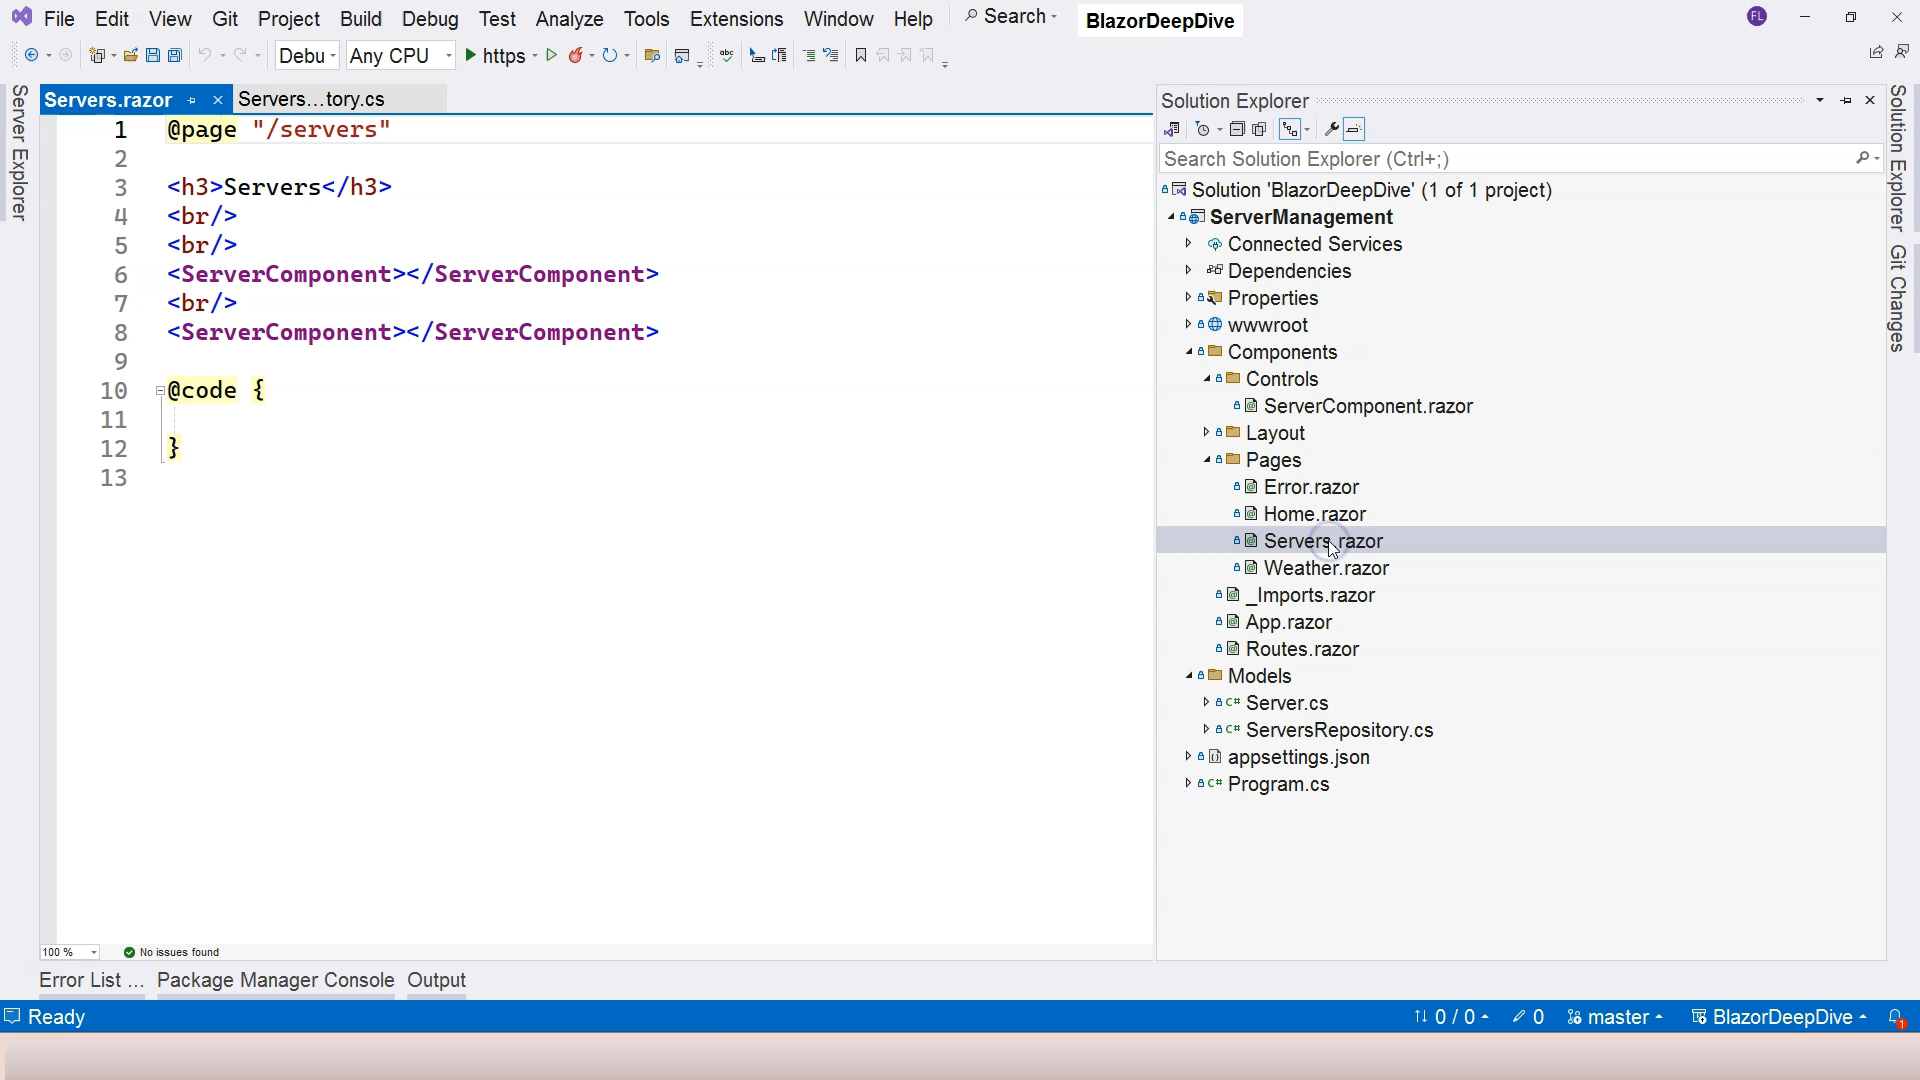 File Edit View Git Project Build Debug Test Analyze Tools Extensions Window Help Search BlazorDeepDive FL
Debu Any CPU https abc
Server Explorer
Servers.razor Servers...tory.cs
1 @page "/servers"
2
3 <h3>Servers</h3>
4 <br/>
5 <br/>
6 <ServerComponent></ServerComponent>
7 <br/>
8 <ServerComponent></ServerComponent>
9
10 @code {
11
12 }
13
100 % No issues found
Solution Explorer
Search Solution Explorer (Ctrl+;)
Solution 'BlazorDeepDive' (1 of 1 project)
ServerManagement
Connected Services
Dependencies
Properties
wwwroot
Components
Controls
ServerComponent.razor
Layout
Pages
Error.razor
Home.razor
Servers.razor
Weather.razor
_Imports.razor
App.razor
Routes.razor
Models
C# Server.cs
C# ServersRepository.cs
appsettings.json
C# Program.cs
Solution Explorer
Git Changes
Error List ... Package Manager Console Output
Ready 0 / 0 0 master BlazorDeepDive 1